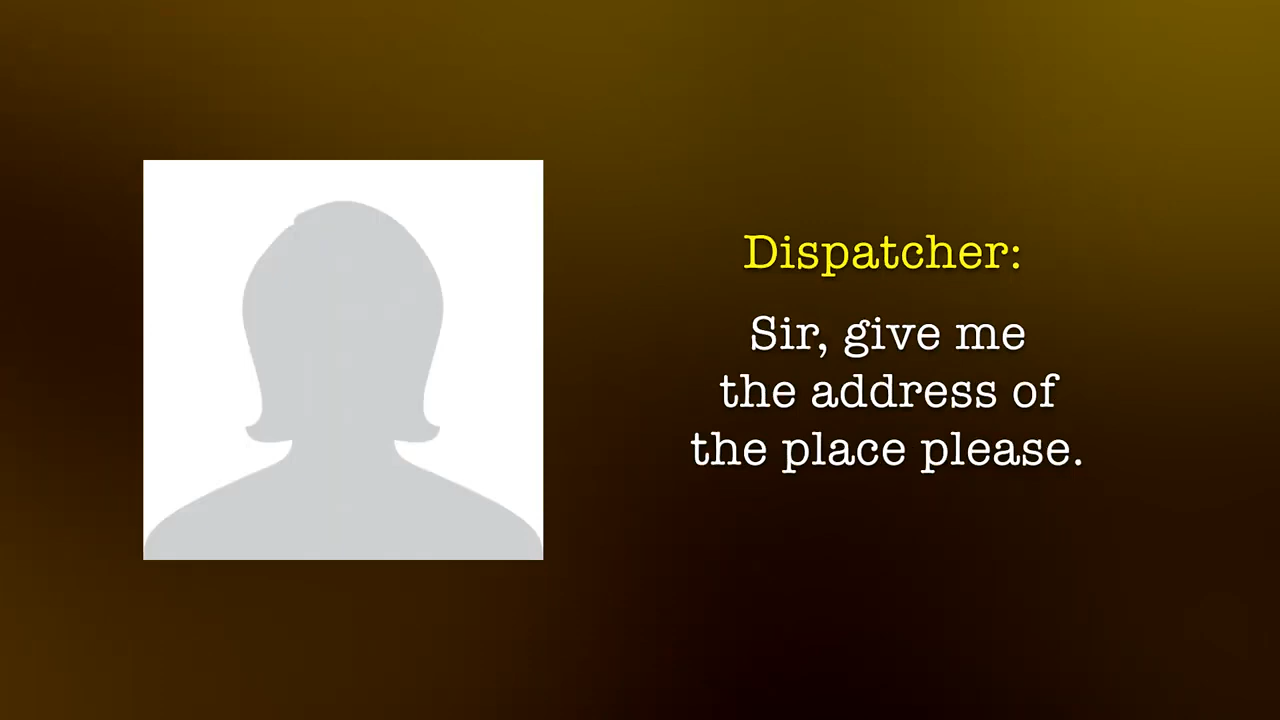 Dispatcher:
Sir, give me
the address of
the place please.